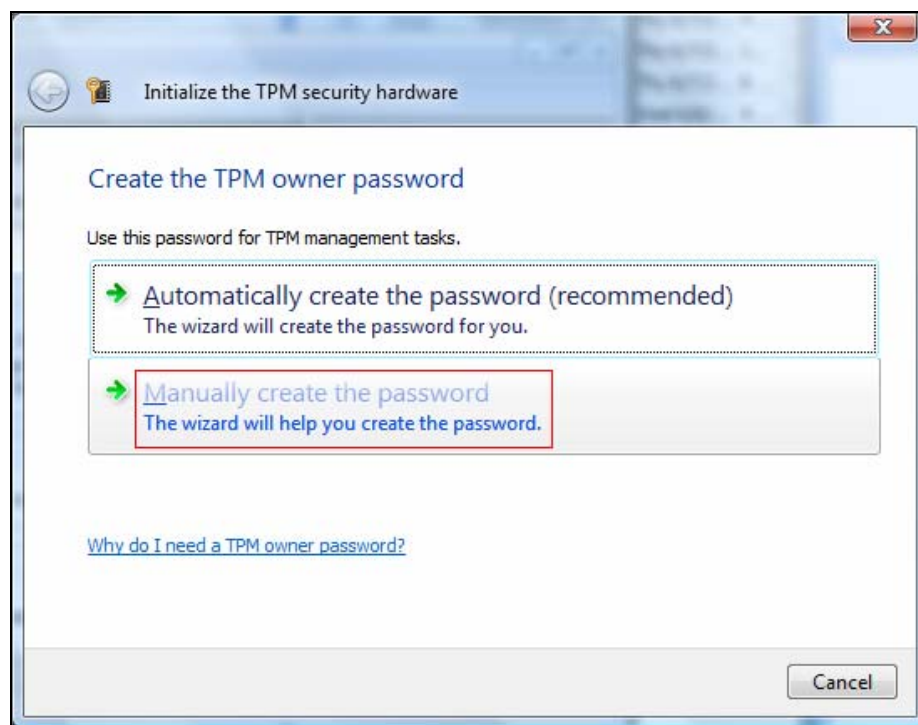 Initialize the TPM security hardware
Create the TPM owner password
Use this password for TPM management tasks.
Automatically create the password (recommended)
The wizard will create the password for you.
Manually create the password
The wizard will help you create the password.
Why do I need a TPM owner password?
Cancel